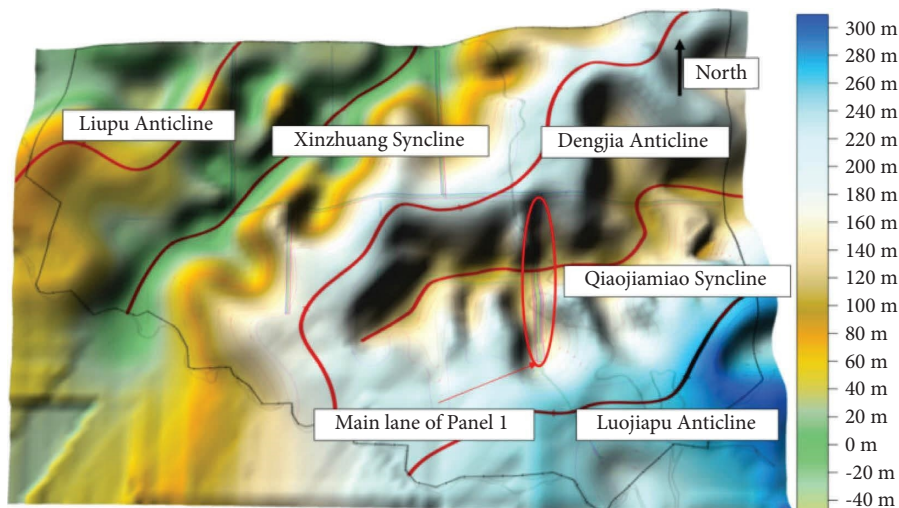 North
Liupu Anticline
Xinzhuang Syncline
Dengjia Anticline
Qiaojiamiao Syncline
Main lane of Panel 1
Luojiapu Anticline
300 m
280 m
260 m
240 m
220 m
200 m
180 m
160 m
140 m
120 m
100 m
80 m
60 m
40 m
20 m
0 m
-20 m
-40 m